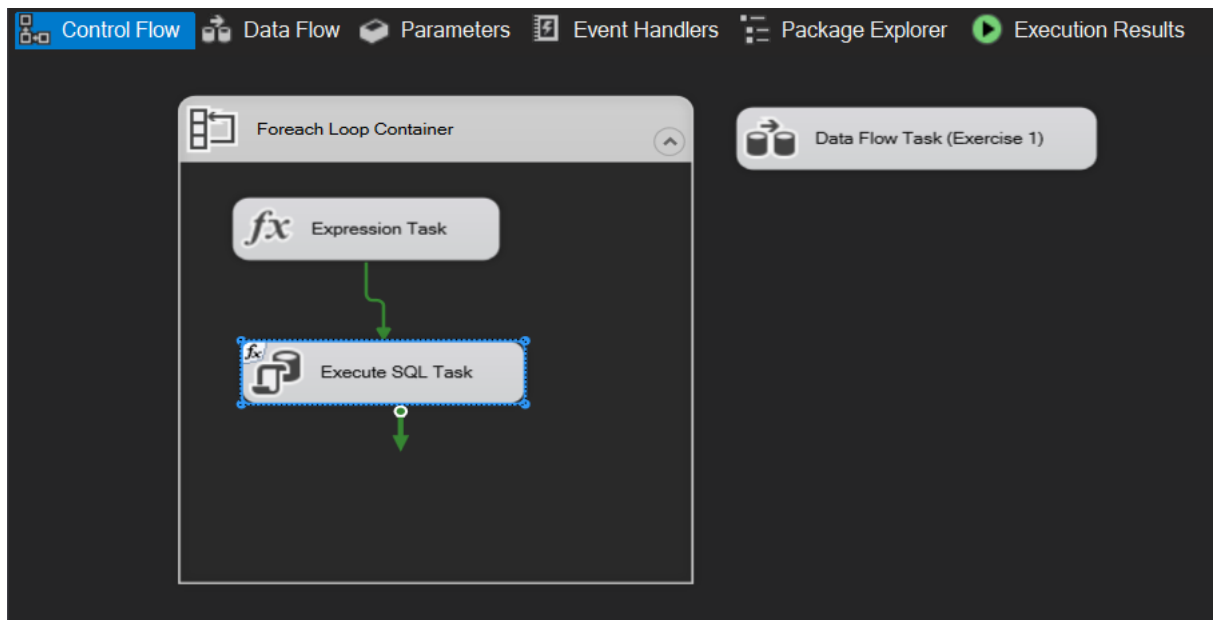 Control Flow Data Flow Parameters Event Handlers Package Explorer Execution Results
Foreach Loop Container
Data Flow Task (Exercise 1)
fx Expression Task
fx
Execute SQL Task